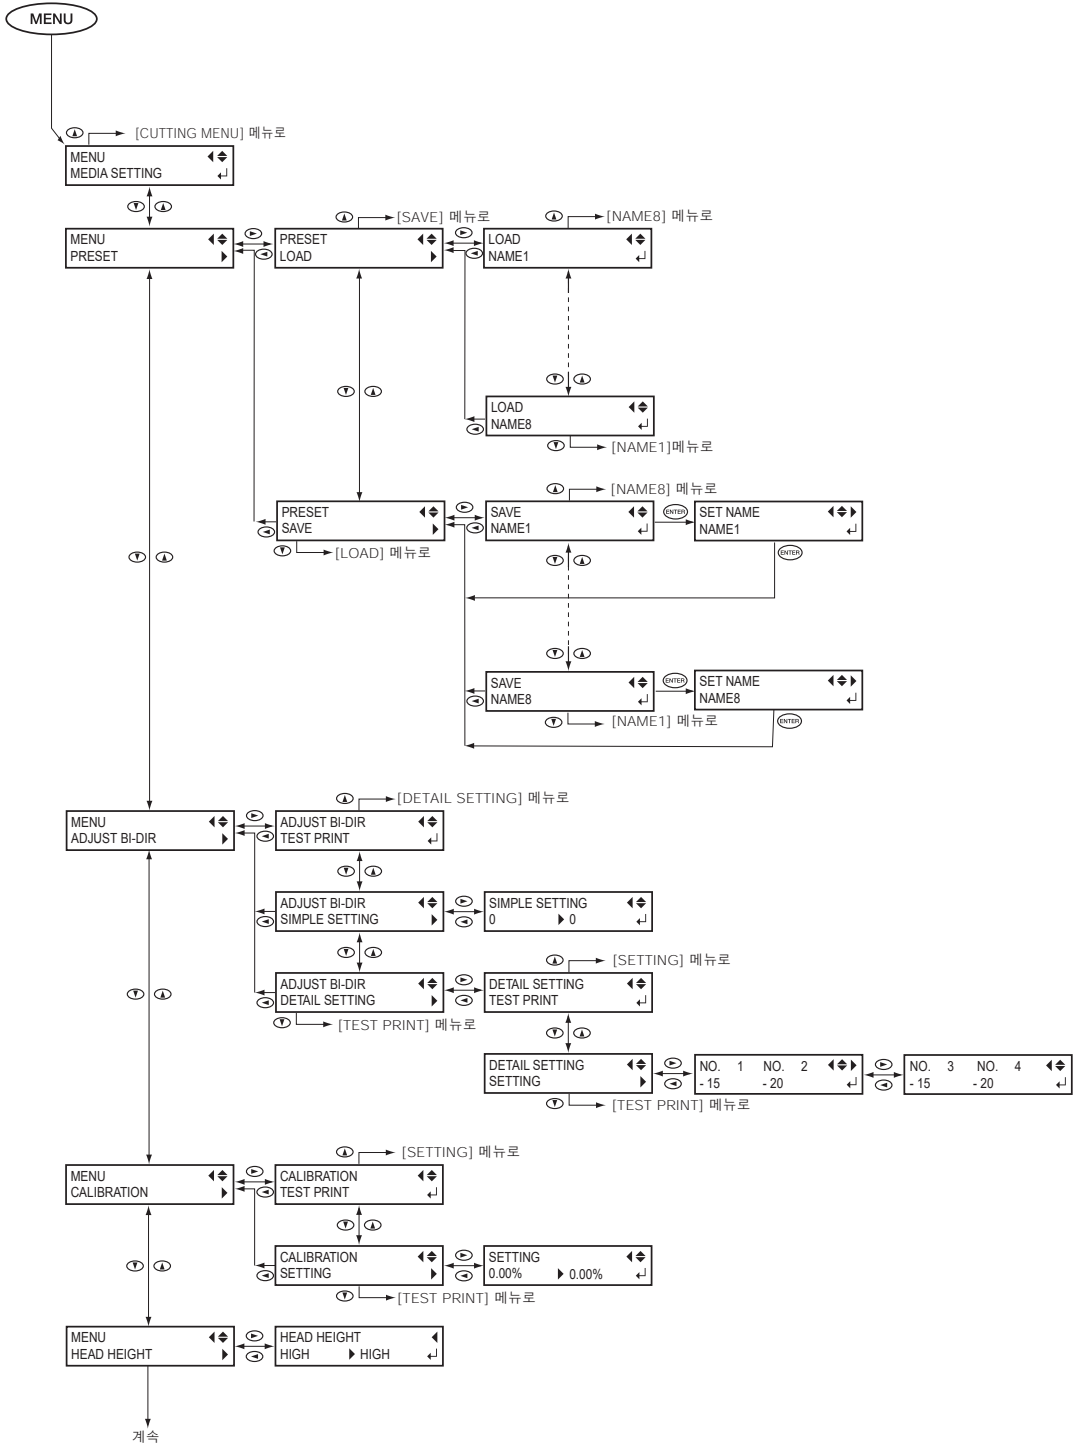 MENU
[CUTTING MENU] 메뉴로
MENU
MEDIA SETTING
[SAVE] 메뉴로
[NAME8] 메뉴로
MENU
PRESET
PRESET
LOAD
LOAD
NAME1
LOAD
NAME8
[NAME1]메뉴로
[NAME8] 메뉴로
PRESET
SAVE
SAVE
NAME1
ENTER
SET NAME
NAME1
[LOAD] 메뉴로
ENTER
SAVE
NAME8
ENTER
SET NAME
NAME8
[NAME1] 메뉴로
ENTER
[DETAIL SETTING] 메뉴로
MENU
ADJUST BI-DIR
ADJUST BI-DIR
TEST PRINT
ADJUST BI-DIR
SIMPLE SETTING
SIMPLE SETTING
0 0
[SETTING] 메뉴로
ADJUST BI-DIR
DETAIL SETTING
DETAIL SETTING
TEST PRINT
[TEST PRINT] 메뉴로
DETAIL SETTING
SETTING
NO. 1 NO. 2
- 15 - 20
NO. 3 NO. 4
- 15 - 20
[TEST PRINT] 메뉴로
[SETTING] 메뉴로
MENU
CALIBRATION
CALIBRATION
TEST PRINT
CALIBRATION
SETTING
SETTING
0.00% 0.00%
[TEST PRINT] 메뉴로
MENU
HEAD HEIGHT
HEAD HEIGHT
HIGH HIGH
계속